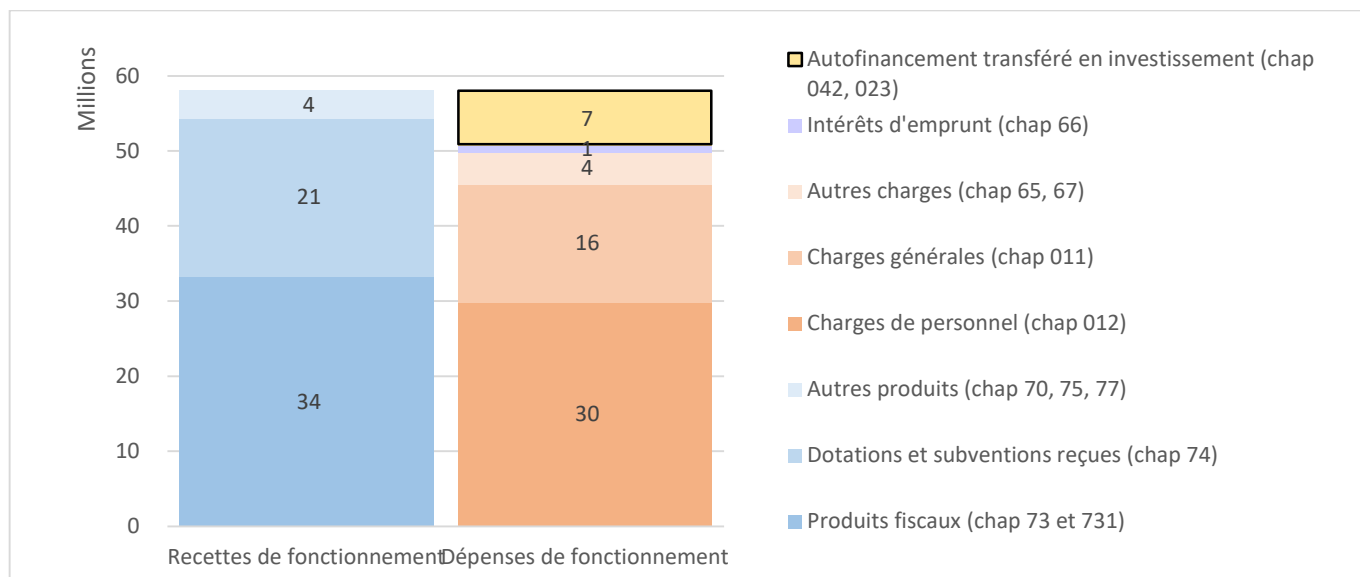 Millions
60
50
40
30
20
10
0
4
21
34
7
1
4
16
30
Recettes de fonctionnement
Dépenses de fonctionnement
Autofinancement transféré en investissement (chap
042, 023)
Intérêts d'emprunt (chap 66)
Autres charges (chap 65, 67)
Charges générales (chap 011)
Charges de personnel (chap 012)
Autres produits (chap 70, 75, 77)
Dotations et subventions reçues (chap 74)
Produits fiscaux (chap 73 et 731)